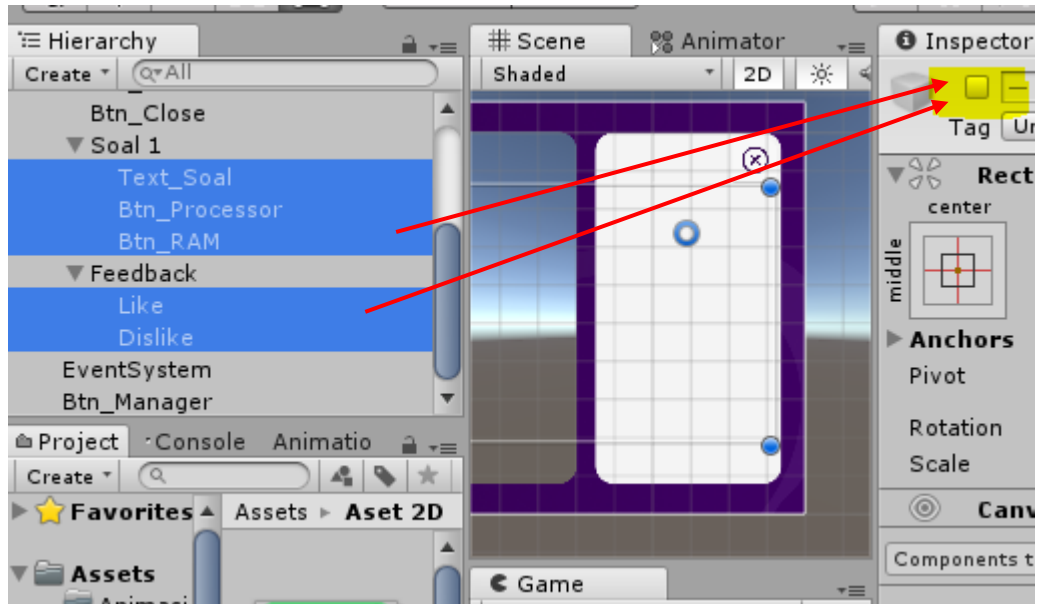 Hierarchy
Create
All
Btn_Close
Soal 1
Text_Soal
Btn_Processor
Btn_RAM
Feedback
Like
Dislike
EventSystem
Btn_Manager
Project
Console
Animatio
Create
Favorites
Assets
Assets
Aset 2D
Scene
Animator
Shaded
2D
Game
Inspector
Tag
Rect
center
middle
Anchors
Pivot
Rotation
Scale
Canv
Components t